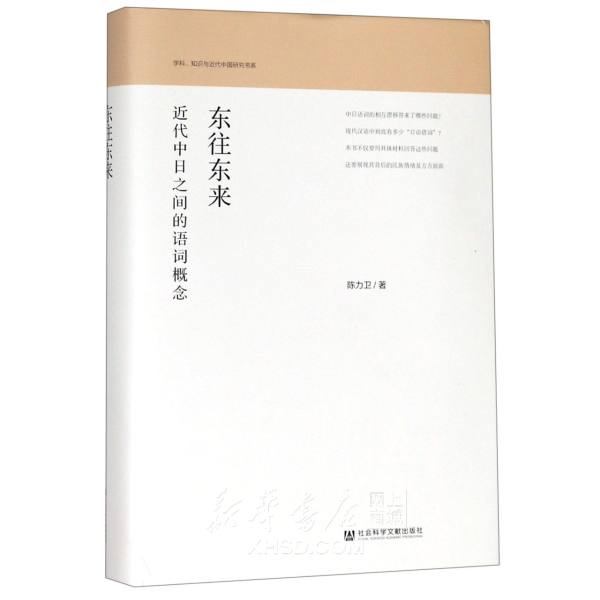 学科、知识与近代中国研究书系
东往东来
近代中日之间的语词概念
中日语词的相互潜移带来了哪些问题?
现代汉语中到底有多少“日语借词”?
本书不仅要用具体材料回答这些问题
还要展现其背后的民族情绪及方方面面
陈力卫/著
社会科学文献出版社
东往东来
新华书店
网上商城
XHSD.COM